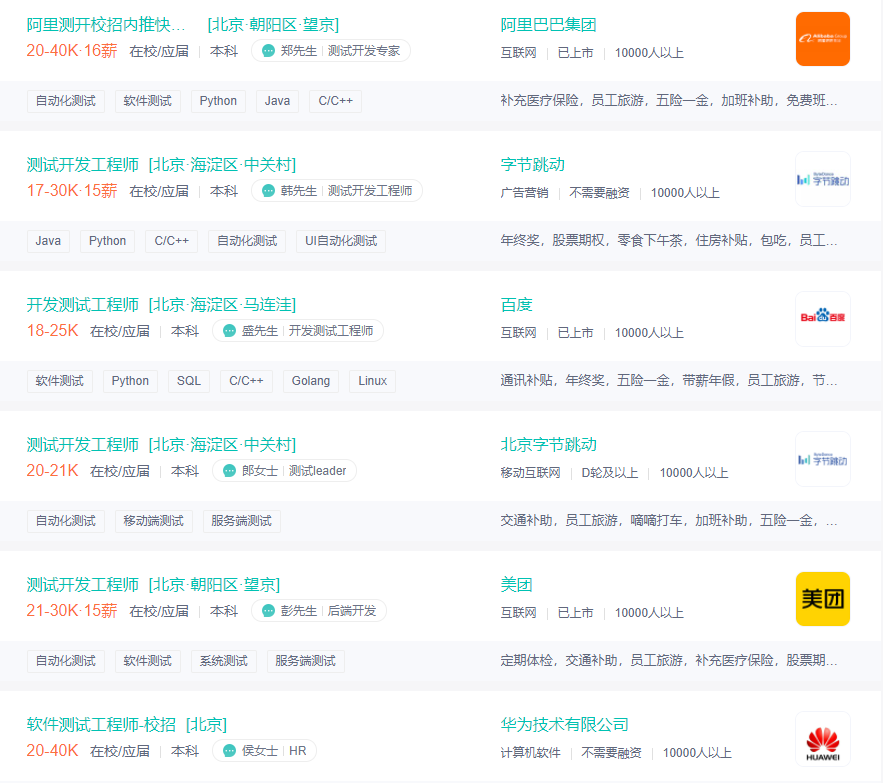 阿里测开校招内推快… [北京·朝阳区·望京]
阿里巴巴集团
20-40K·16薪 在校/应届 本科 郑先生 测试开发专家
互联网 已上市 10000人以上
自动化测试 软件测试 Python Java C/C++
补充医疗保险，员工旅游，五险一金，加班补助，免费班…
测试开发工程师 [北京·海淀区·中关村]
字节跳动
17-30K·15薪 在校/应届 本科 韩先生 测试开发工程师
广告营销 不需要融资 10000人以上
字节跳动
Java Python C/C++ 自动化测试 UI自动化测试
年终奖，股票期权，零食下午茶，住房补贴，包吃，员工…
开发测试工程师 [北京·海淀区·马连洼]
百度
18-25K 在校/应届 本科 盛先生 开发测试工程师
互联网 已上市 10000人以上
Bai du 百度
软件测试 Python SQL C/C++ Golang Linux
通讯补贴，年终奖，五险一金，带薪年假，员工旅游，节…
测试开发工程师 [北京·海淀区·中关村]
北京字节跳动
20-21K 在校/应届 本科 郎女士 测试leader
移动互联网 D轮及以上 10000人以上
字节跳动
自动化测试 移动端测试 服务端测试
交通补助，员工旅游，嘀嘀打车，加班补助，五险一金，…
测试开发工程师 [北京·朝阳区·望京]
美团
21-30K·15薪 在校/应届 本科 彭先生 后端开发
互联网 已上市 10000人以上
美团
自动化测试 软件测试 系统测试 服务端测试
定期体检，交通补助，员工旅游，补充医疗保险，股票期…
软件测试工程师-校招 [北京]
华为技术有限公司
20-40K 在校/应届 本科 侯女士 HR
计算机软件 不需要融资 10000人以上
HUAWEI